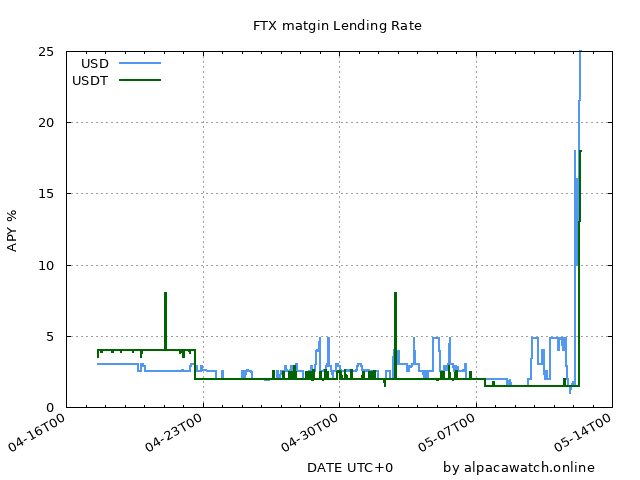 FTX matgin Lending Rate
USD
USDT
25
20
15
10
5
0
APY %
04-16T00
04-23T00
04-30T00
05-07T00
05-14T00
DATE UTC+0
by alpacawatch.online